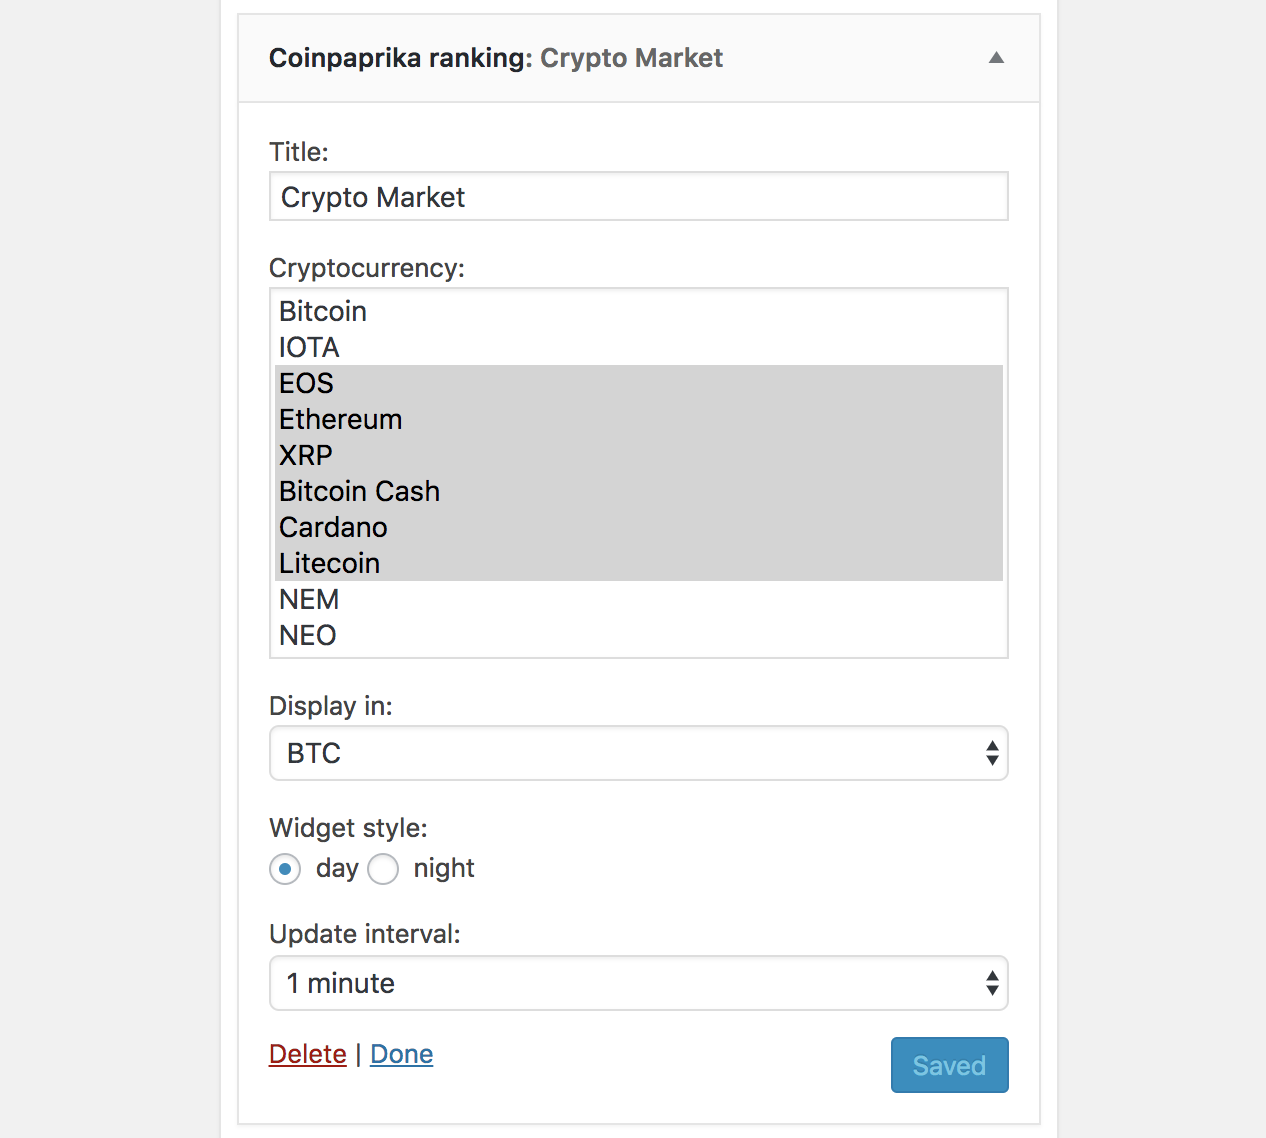 Coinpaprika ranking: Crypto Market
Title:
Crypto Market
Cryptocurrency:
Bitcoin
IOTA
EOS
Ethereum
XRP
Bitcoin Cash
Cardano
Litecoin
NEM
NEO
Display in:
BTC
Widget style:
day night
Update interval:
1 minute
Delete | Done
Saved